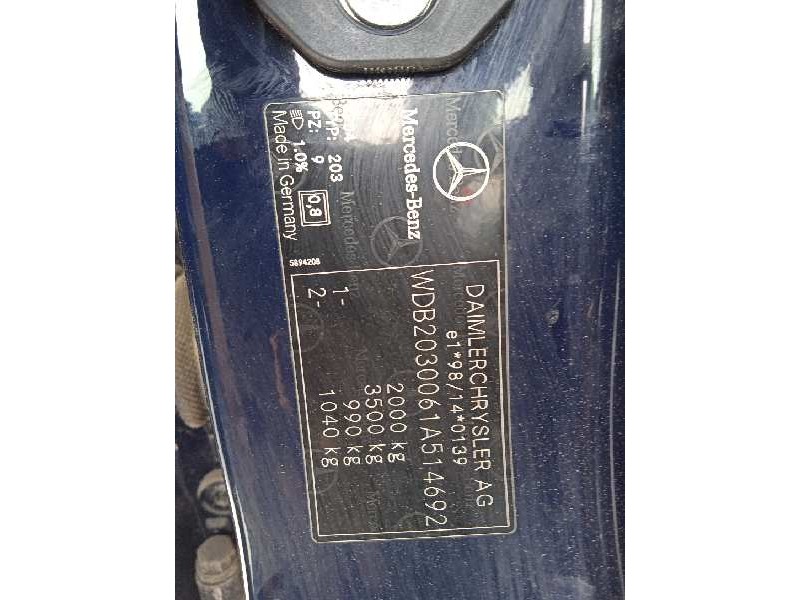 Mercedes-Benz
TYP: 203
PZ: 9
1.0%
0,8
Made in Germany
5894208
DAIMLERCHRYSLER AG
e1*98/14*0139
WDB2030061A514692
2000 kg
3500 kg
1- 990 kg
2- 1040 kg